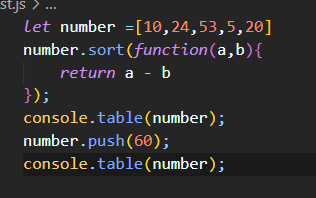 st.js > ...
let number =[10,24,53,5,20]
number.sort(function(a,b){
    return a - b
});
console.table(number);
number.push(60);
console.table(number);